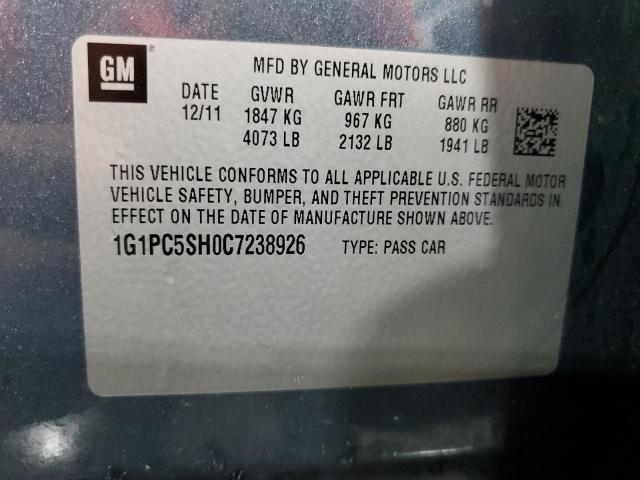 GM ®
MFD BY GENERAL MOTORS LLC
DATE GVWR GAWR FRT GAWR RR
12/11 1847 KG 967 KG 880 KG
4073 LB 2132 LB 1941 LB
THIS VEHICLE CONFORMS TO ALL APPLICABLE U.S. FEDERAL MOTOR
VEHICLE SAFETY, BUMPER, AND THEFT PREVENTION STANDARDS IN
EFFECT ON THE DATE OF MANUFACTURE SHOWN ABOVE.
1G1PC5SH0C7238926 TYPE: PASS CAR